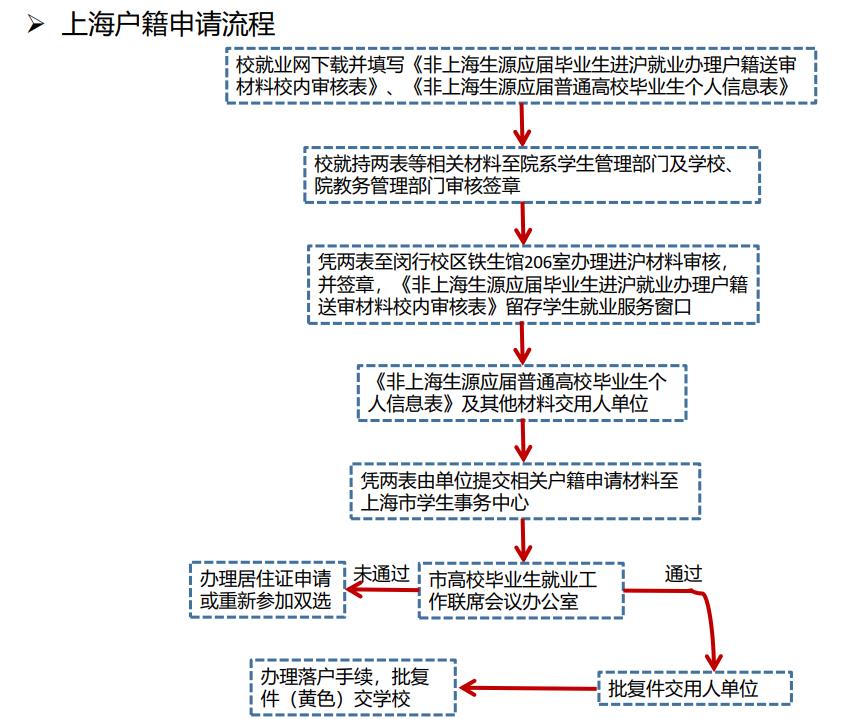 ➢ 上海户籍申请流程
校就业网下载并填写《非上海生源应届毕业生进沪就业办理户籍送审
材料校内审核表》、《非上海生源应届普通高校毕业生个人信息表》
校就持两表等相关材料至院系学生管理部门及学校、
院教务管理部门审核签章
凭两表至闵行校区铁生馆206室办理进沪材料审核，
并签章，《非上海生源应届毕业生进沪就业办理户籍
送审材料校内审核表》留存学生就业服务窗口
《非上海生源应届普通高校毕业生个
人信息表》及其他材料交用人单位
凭两表由单位提交相关户籍申请材料至
上海市学生事务中心
办理居住证申请
或重新参加双选
未通过
市高校毕业生就业工
作联席会议办公室
通过
办理落户手续，批复
件（黄色）交学校
批复件交用人单位